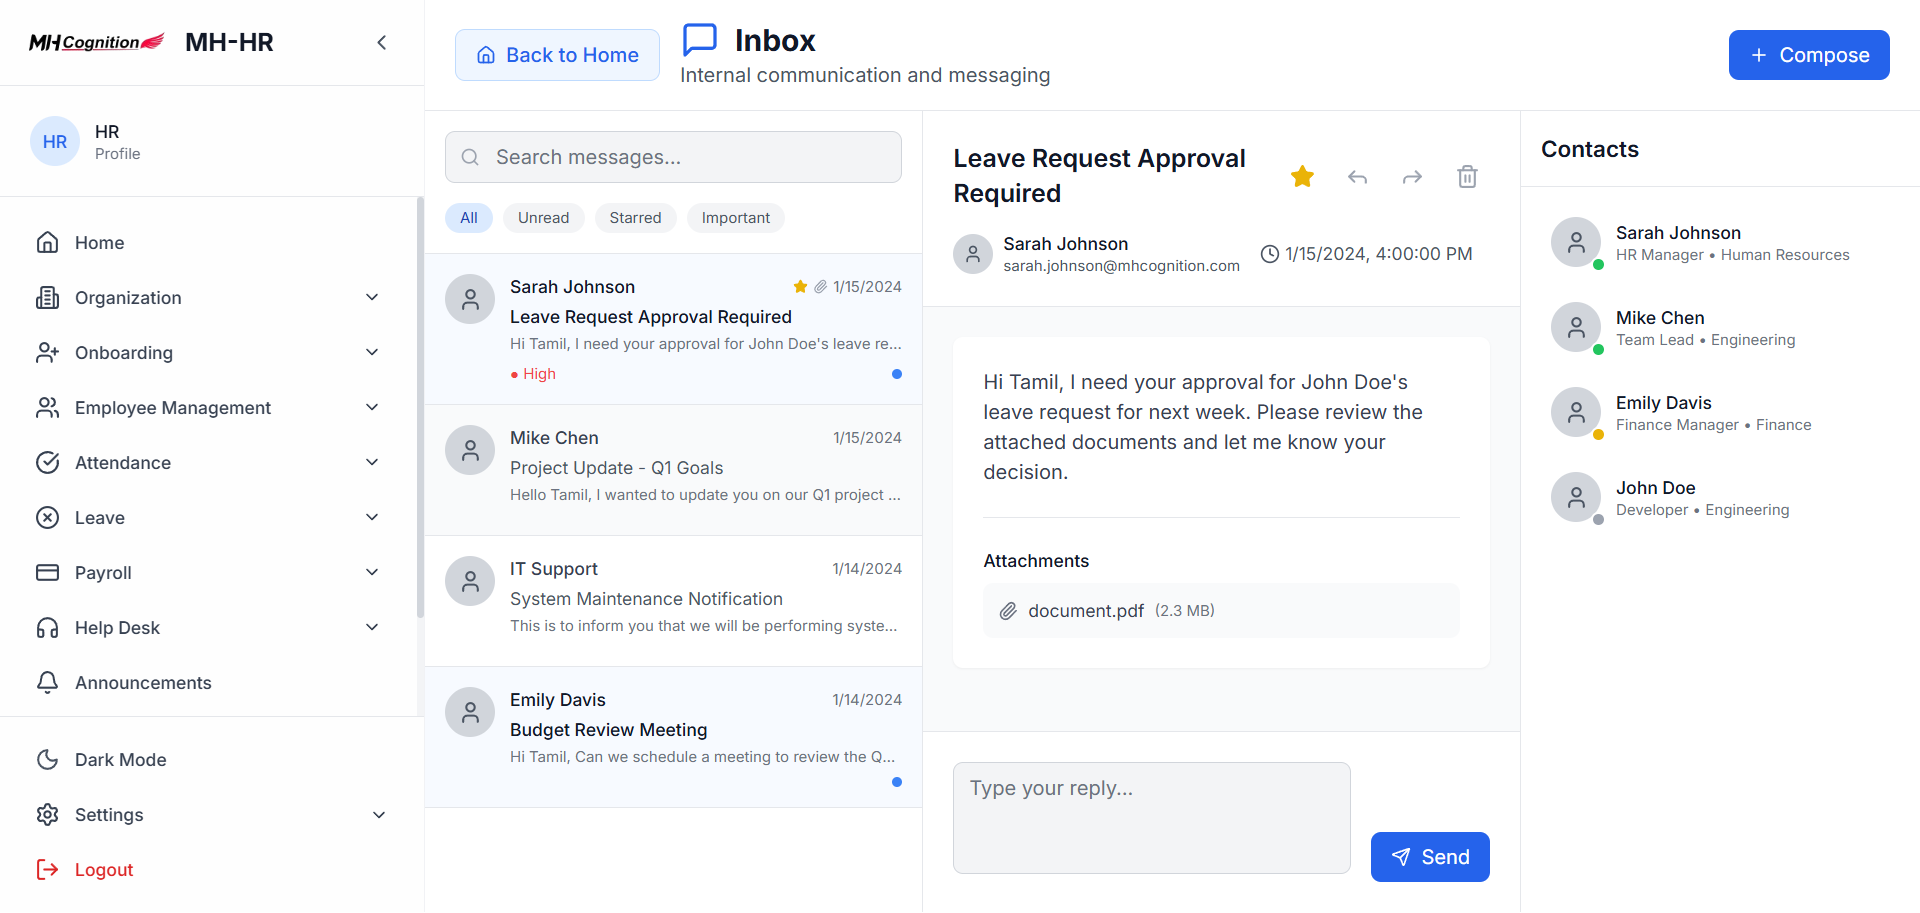 MH Cognition
MH-HR
HR
HR
Profile
Home
Organization
Onboarding
Employee Management
Attendance
Leave
Payroll
Help Desk
Announcements
Dark Mode
Settings
Logout
Back to Home
Inbox
Internal communication and messaging
Compose
Search messages...
All
Unread
Starred
Important
Sarah Johnson
1/15/2024
Leave Request Approval Required
Hi Tamil, I need your approval for John Doe's leave re...
● High
Mike Chen
1/15/2024
Project Update - Q1 Goals
Hello Tamil, I wanted to update you on our Q1 project ...
IT Support
1/14/2024
System Maintenance Notification
This is to inform you that we will be performing syste...
Emily Davis
1/14/2024
Budget Review Meeting
Hi Tamil, Can we schedule a meeting to review the Q...
Leave Request Approval
Required
Sarah Johnson
sarah.johnson@mhcognition.com
1/15/2024, 4:00:00 PM
Hi Tamil, I need your approval for John Doe's
leave request for next week. Please review the
attached documents and let me know your
decision.
Attachments
document.pdf (2.3 MB)
Type your reply...
Send
Contacts
Sarah Johnson
HR Manager • Human Resources
Mike Chen
Team Lead • Engineering
Emily Davis
Finance Manager • Finance
John Doe
Developer • Engineering